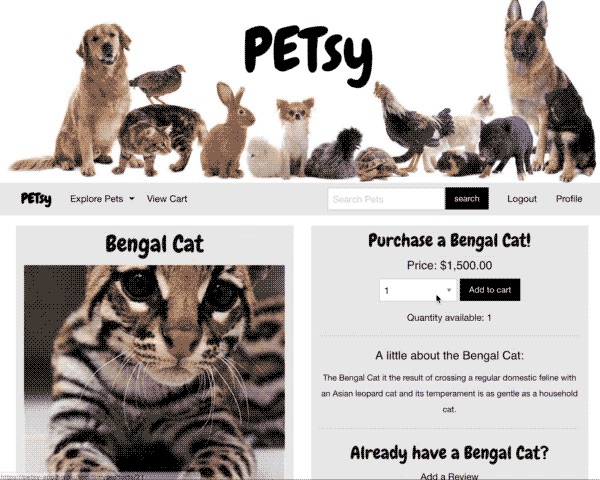 PETsy
PETsy Explore Pets View Cart Search Pets search Logout Profile
Bengal Cat
Purchase a Bengal Cat!
Price: $1,500.00
1 Add to cart
Quantity available: 1
A little about the Bengal Cat:
The Bengal Cat it the result of crossing a regular domestic feline with
an Asian leopard cat and its temperament is as gentle as a household
cat.
Already have a Bengal Cat?
Add a Review